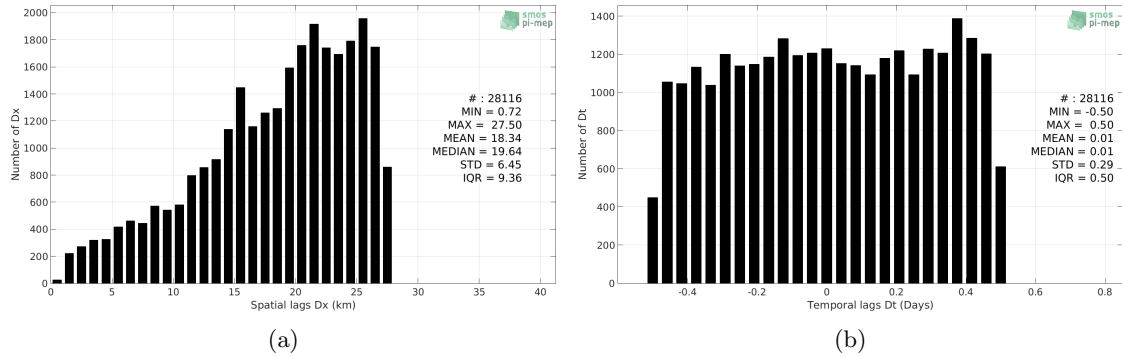 smos
pi-mep
2000
1800
1600
1400
1200
1000
800
600
400
200
0
Number of Dx
# : 28116
MIN = 0.72
MAX = 27.50
MEAN = 18.34
MEDIAN = 19.64
STD = 6.45
IQR = 9.36
0 5 10 15 20 25 30 35 40
Spatial lags Dx (km)
(a)
smos
pi-mep
1400
1200
1000
800
600
400
200
0
Number of Dt
# : 28116
MIN = -0.50
MAX = 0.50
MEAN = 0.01
MEDIAN = 0.01
STD = 0.29
IQR = 0.50
-0.4 -0.2 0 0.2 0.4 0.6 0.8
Temporal lags Dt (Days)
(b)